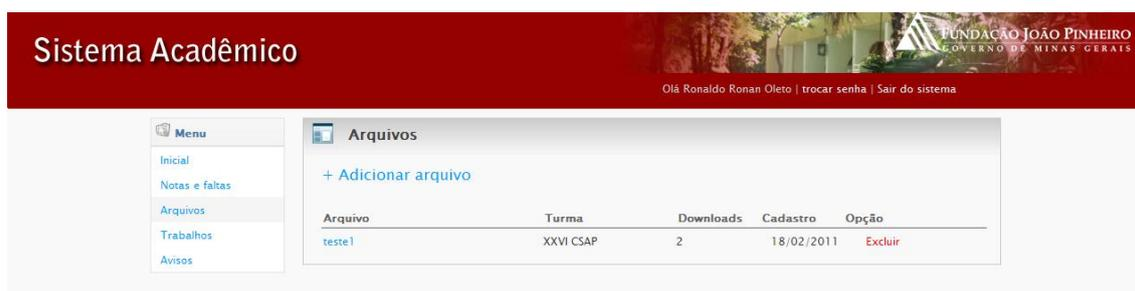 Sistema Acadêmico
FUNDAÇÃO JOÃO PINHEIRO
GOVERNO DE MINAS GERAIS
Olá Ronaldo Ronan Oleto | trocar senha | Sair do sistema
Menu
Inicial
Notas e faltas
Arquivos
Trabalhos
Avisos
Arquivos
+ Adicionar arquivo
Arquivo Turma Downloads Cadastro Opção
teste1 XXVI CSAP 2 18/02/2011 Excluir